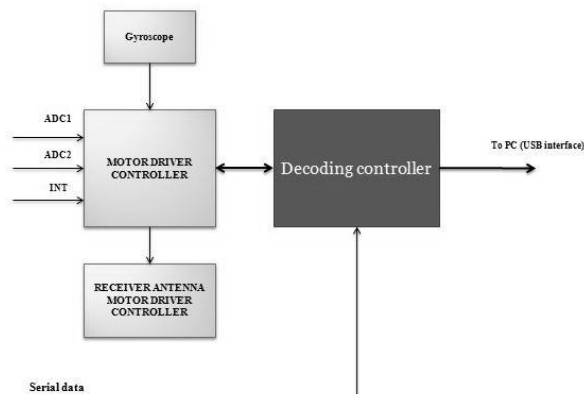 Gyroscope
ADC1
ADC2
INT
MOTOR DRIVER
CONTROLLER
Decoding controller
To PC (USB interface)
RECEIVER ANTENNA
MOTOR DRIVER
CONTROLLER
Serial data